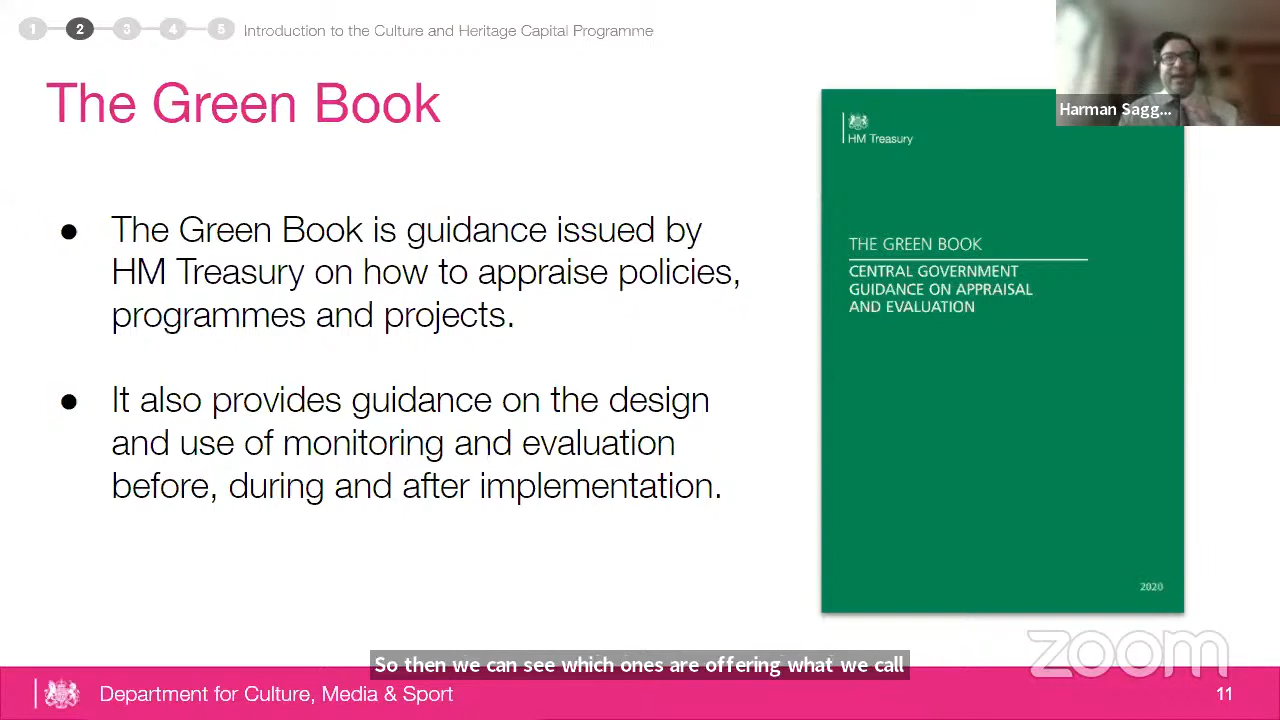 1 2 3 4 5 Introduction to the Culture and Heritage Capital Programme
The Green Book
Harman Sagg...
● The Green Book is guidance issued by
HM Treasury on how to appraise policies,
programmes and projects.
● It also provides guidance on the design
and use of monitoring and evaluation
before, during and after implementation.
HM Treasury
THE GREEN BOOK
CENTRAL GOVERNMENT
GUIDANCE ON APPRAISAL
AND EVALUATION
2020
zoom
So then we can see which ones are offering what we call
Department for Culture, Media & Sport
11